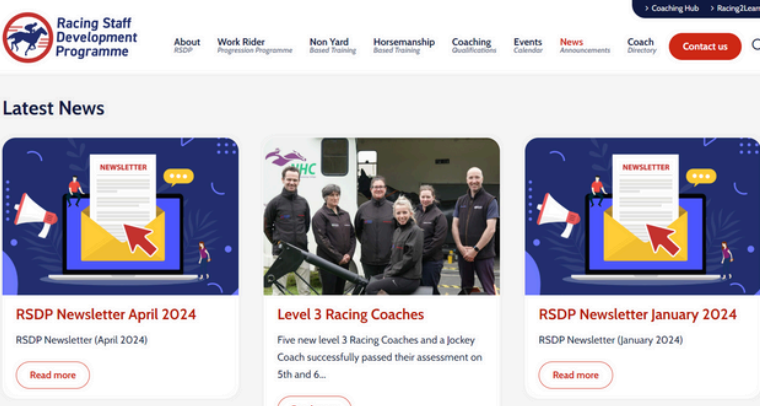 Coaching Hub
Racing2Learn
Racing Staff
Development
Programme
About
RSDP
Work Rider
Progression Programme
Non Yard
Based Training
Horsemanship
Based Training
Coaching
Qualifications
Events
Calendar
News
Announcements
Coach
Directory
Contact us
Latest News
NEWSLETTER
NHC
NEWSLETTER
RSDP Newsletter April 2024
Level 3 Racing Coaches
RSDP Newsletter January 2024
RSDP Newsletter (April 2024)
Five new level 3 Racing Coaches and a Jockey
Coach successfully passed their assessment on
5th and 6...
RSDP Newsletter (January 2024)
Read more
Read more